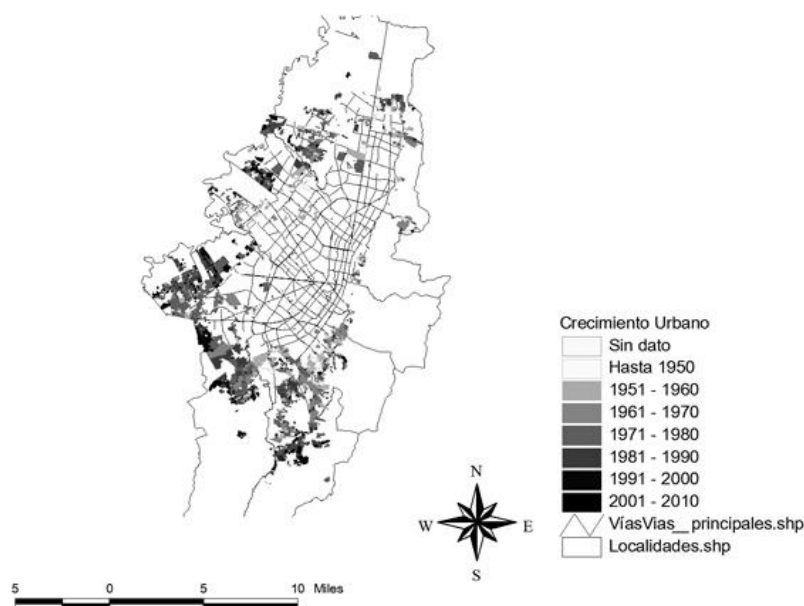 Crecimiento Urbano
Sin dato
Hasta 1950
1951 - 1960
1961 - 1970
1971 - 1980
1981 - 1990
1991 - 2000
2001 - 2010
VíasVias__principales.shp
Localidades.shp
N
W E
S
5 0 5 10 Miles